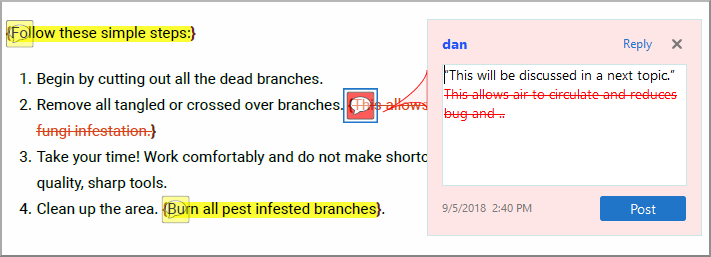 {Follow these simple steps:}
1. Begin by cutting out all the dead branches.
2. Remove all tangled or crossed over branches. {This allows
fungi infestation.}
3. Take your time! Work comfortably and do not make shortc
quality, sharp tools.
4. Clean up the area. {Burn all pest infested branches}.
dan Reply
"This will be discussed in a next topic."
This allows air to circulate and reduces
bug and ..
9/5/2018 2:40 PM Post